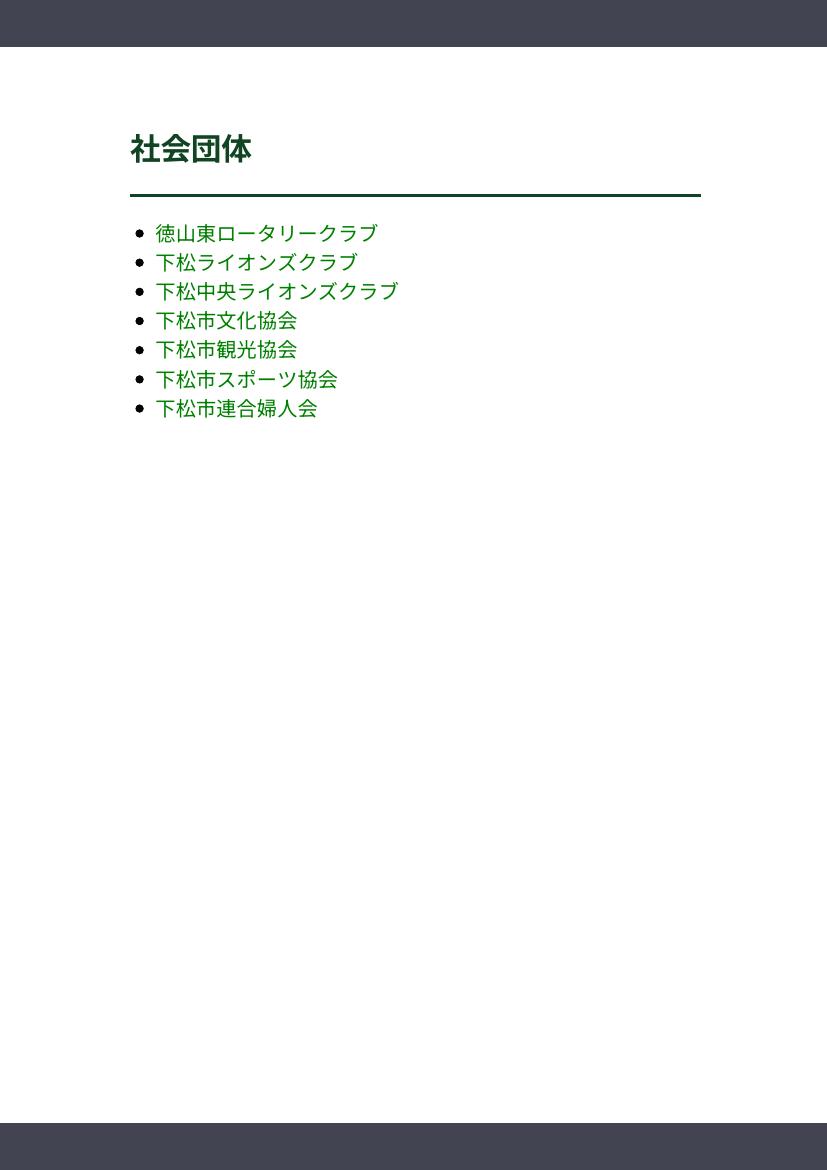 社会団体
徳山東ロータリークラブ
下松ライオンズクラブ
下松中央ライオンズクラブ
下松市文化協会
下松市観光協会
下松市スポーツ協会
下松市連合婦人会